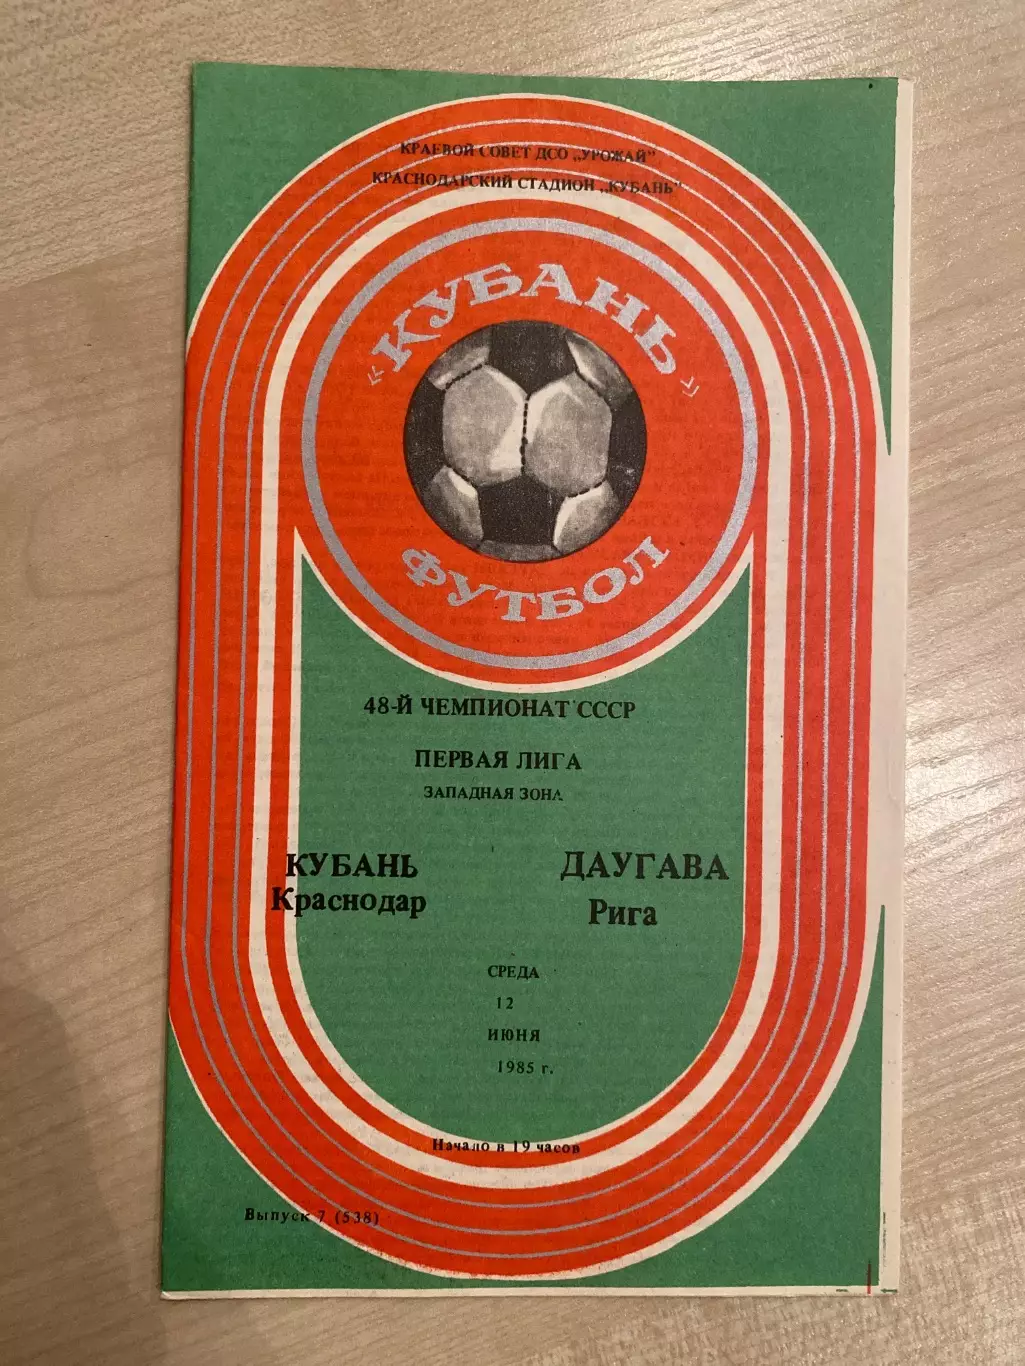 КРАЕВОЙ СОВЕТ ДСО „УРОЖАЙ"
КРАСНОДАРСКИЙ СТАДИОН „КУБАНЬ"
«КУБАНЬ»
ФУТБОЛ
48-Й ЧЕМПИОНАТ СССР
ПЕРВАЯ ЛИГА
ЗАПАДНАЯ ЗОНА
КУБАНЬ ДАУГАВА
Краснодар Рига
СРЕДА
12
ИЮНЯ
1985 г.
Начало в 19 часов
Выпуск 7 (538)